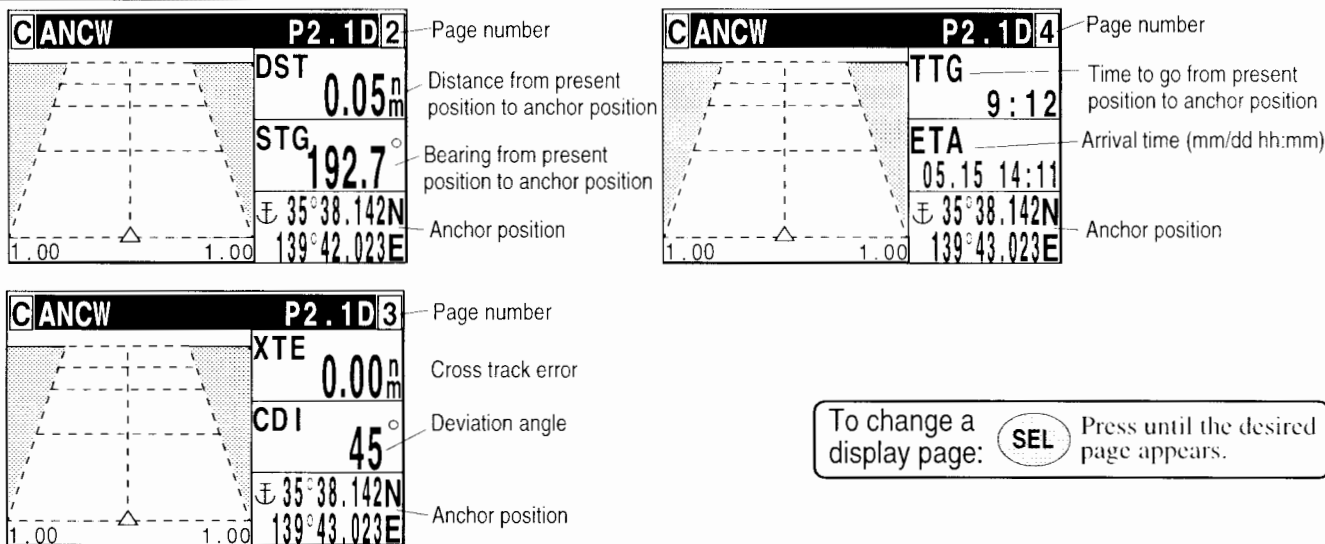 C ANCW P2.1D 2
Page number
DST
0.05 nm
Distance from present
position to anchor position
STG
192.7°
Bearing from present
position to anchor position
35°38.142N
139°42.023E
Anchor position
1.00 1.00
C ANCW P2.1D 4
Page number
TTG
9:12
Time to go from present
position to anchor position
ETA
05.15 14:11
Arrival time (mm/dd hh:mm)
35°38.142N
139°43.023E
Anchor position
1.00 1.00
C ANCW P2.1D 3
Page number
XTE
0.00 nm
Cross track error
CDI
45°
Deviation angle
35°38.142N
139°43.023E
Anchor position
1.00 1.00
To change a
display page:
SEL
Press until the desired
page appears.